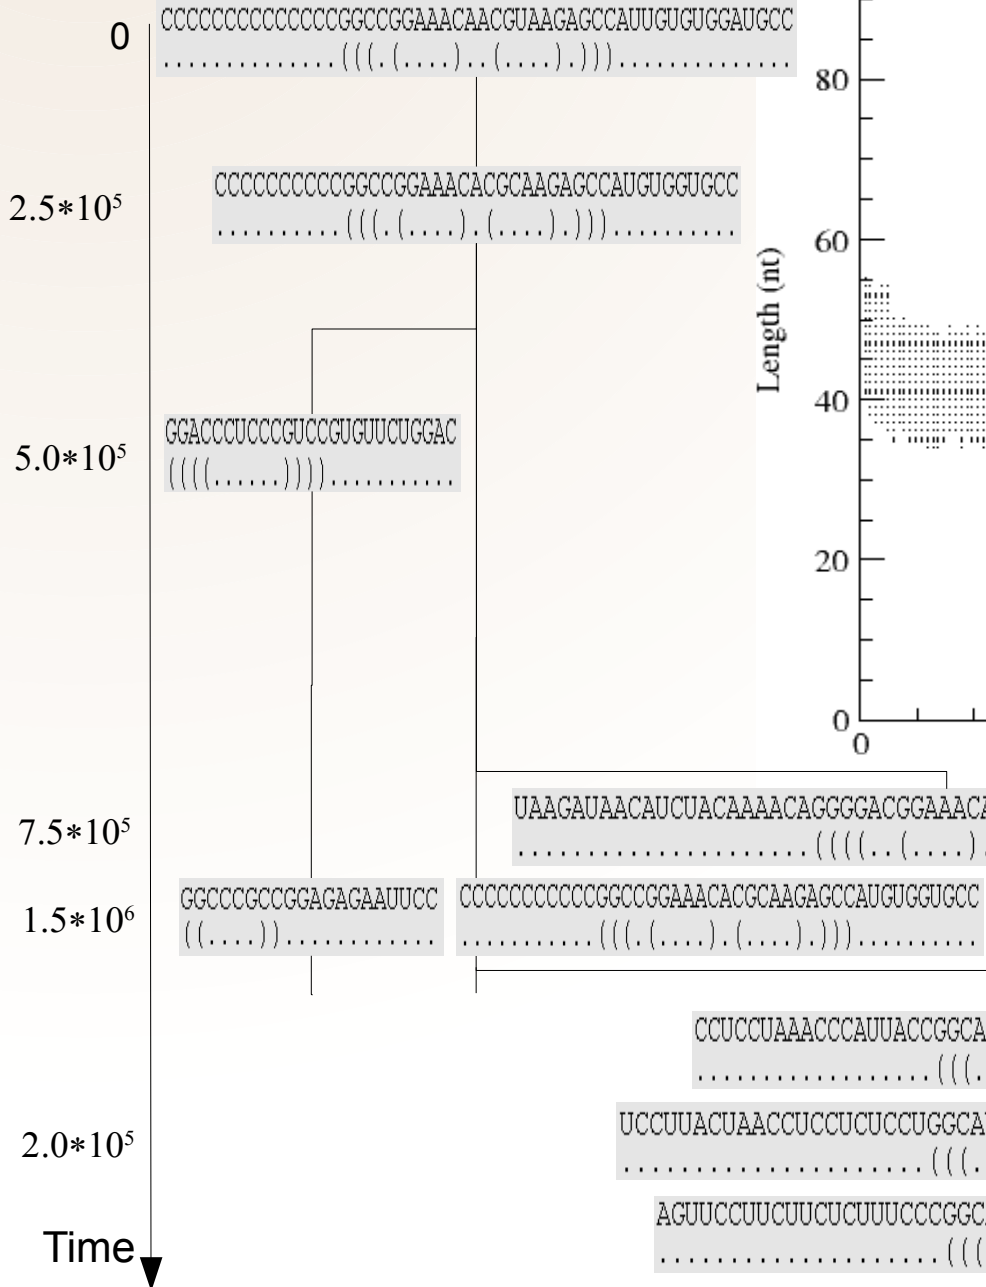 0
CCCCCCCCCCCCCCGGCCGGAAACAACGUAAGAGCCAUUGUGUGGAUGCC
..............(((.(....)..(....).)))..............
80
2.5*10⁵
CCCCCCCCCCGGCCGGAAACACGCAAGAGCCAUGUGGUGCC
..........(((.(....).(....).)))..........
60
Length (nt)
40
5.0*10⁵
GGACCCUCCCGUCCGUGUUCUGGAC
((((......))))...........
20
0
0
7.5*10⁵
UAAGAUAACAUCUACAAAACAGGGGACGGAAACA
.....................((((..(....).
1.5*10⁶
GGCCCGCCGGAGAGAAUUCC
((....))............
CCCCCCCCCCCGGCCGGAAACACGCAAGAGCCAUGUGGUGCC
...........(((.(....).(....).)))..........
CCUCCUAAACCCAUUACCGGCA
..................(((.
2.0*10⁵
UCCUUACUAACCUCCUCUCCUGGCA
.....................(((.
AGUUCCUUCUUCUCUUUCCCGGC
....................(((
Time